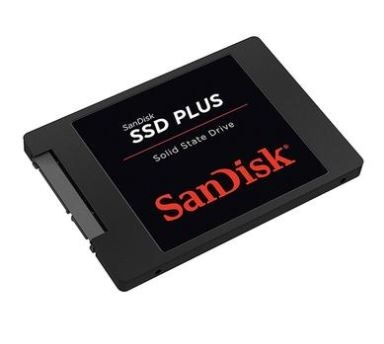 SanDisk
SSD PLUS
Solid State Drive
SanDisk